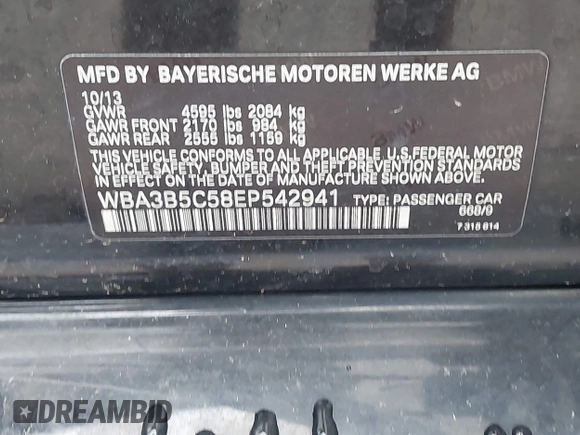 MFD BY BAYERISCHE MOTOREN WERKE AG
10/13
GVWR 4595 lbs 2084 kg
GAWR FRONT 2170 lbs 984 kg
GAWR REAR 2555 lbs 1159 kg
THIS VEHICLE CONFORMS TO ALL APPLICABLE U.S.FEDERAL MOTOR
VEHICLE SAFETY, BUMPER AND THEFT PREVENTION STANDARDS
IN EFFECT ON THE DATE OF MANUFACTURE SHOWN ABOVE.
WBA3B5C58EP542941 TYPE: PASSENGER CAR
668/9
7318614
DREAMBID